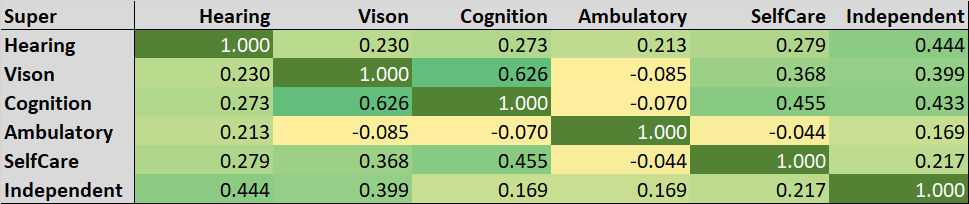 Super Hearing Vison Cognition Ambulatory SelfCare Independent
Hearing 1.000 0.230 0.273 0.213 0.279 0.444
Vison 0.230 1.000 0.626 -0.085 0.368 0.399
Cognition 0.273 0.626 1.000 -0.070 0.455 0.433
Ambulatory 0.213 -0.085 -0.070 1.000 -0.044 0.169
SelfCare 0.279 0.368 0.455 -0.044 1.000 0.217
Independent 0.444 0.399 0.169 0.169 0.217 1.000